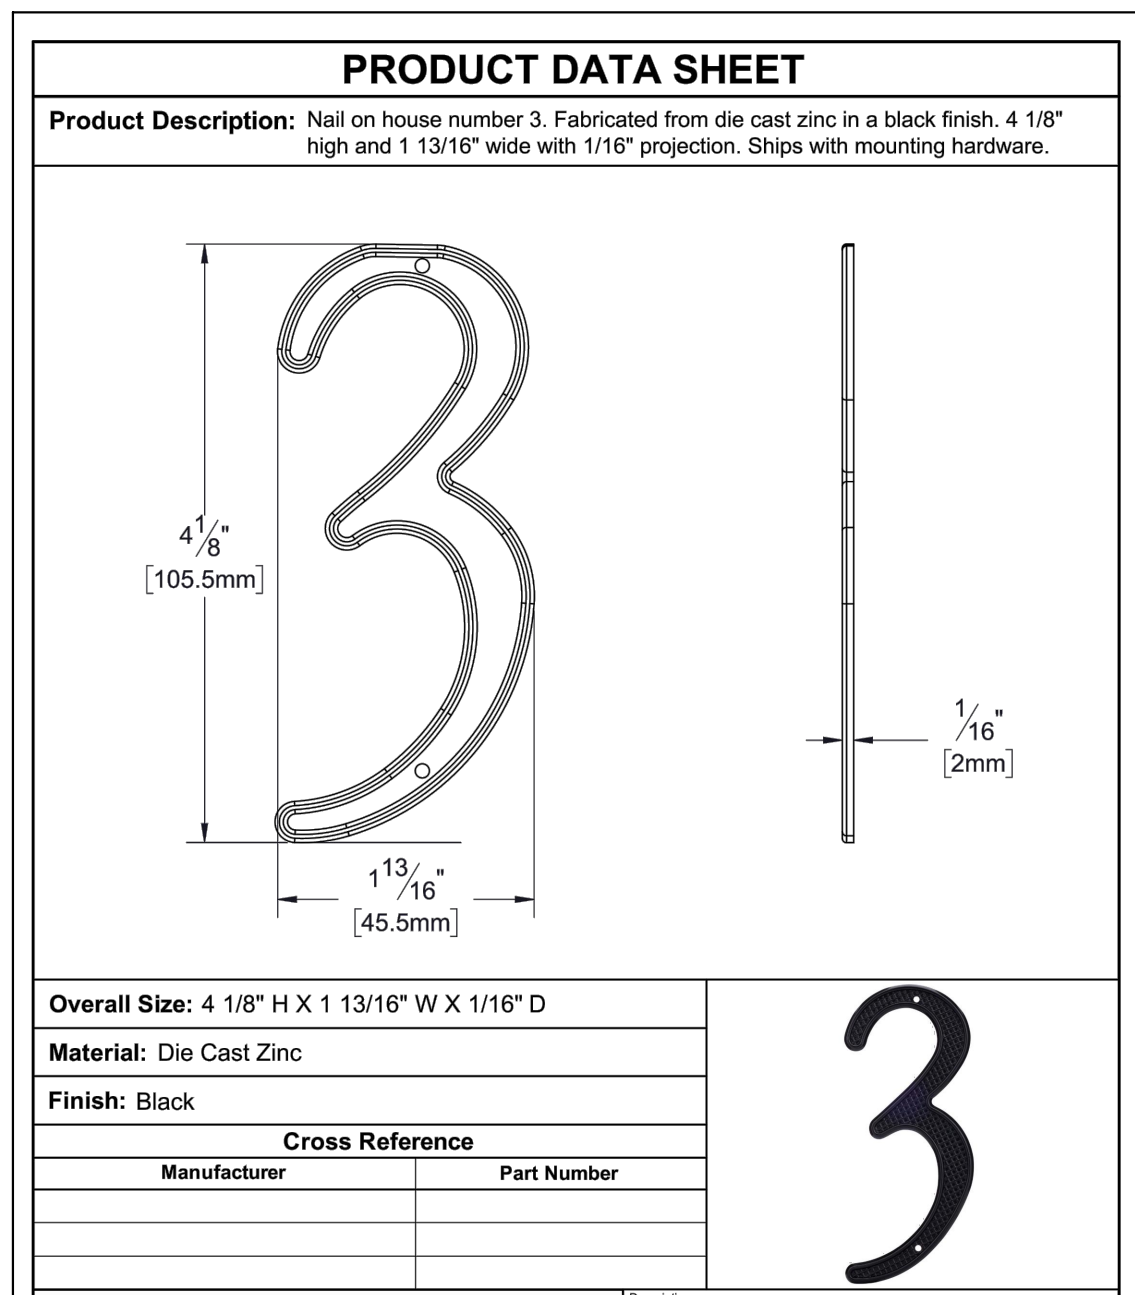 PRODUCT DATA SHEET
Product Description: Nail on house number 3. Fabricated from die cast zinc in a black finish. 4 1/8"
high and 1 13/16" wide with 1/16" projection. Ships with mounting hardware.
4 1/8"
[105.5mm]
1/16"
[2mm]
1 13/16"
[45.5mm]
Overall Size: 4 1/8" H X 1 13/16" W X 1/16" D
Material: Die Cast Zinc
Finish: Black
Cross Reference
Manufacturer Part Number